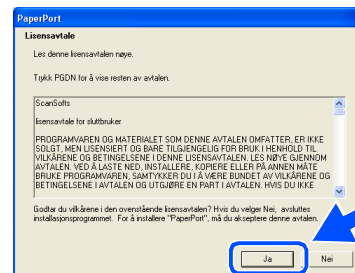 PaperPort
Lisensavtale
Les denne lisensavtalen nøye.
Trykk PGDN for å vise resten av avtalen.
ScanSofts
lisensavtale for sluttbruker
PROGRAMVAREN OG MATERIALET SOM DENNE AVTALEN OMFATTER, ER IKKE
SOLGT, MEN LISENSIERT OG BARE TILGJENGELIG FOR BRUK I HENHOLD TIL
VILKÅRENE OG BETINGELSENE I DENNE LISENSAVTALEN. LES NØYE GJENNOM
AVTALEN. VED Å LASTE NED, INSTALLERE, KOPIERE ELLER PÅ ANNEN MÅTE
BRUKE PROGRAMVAREN, SAMTYKKER DU I Å VÆRE BUNDET AV VILKÅRENE OG
BETINGELSENE I AVTALEN OG UTGJØRE EN PART I AVTALEN. HVIS DU IKKE
Godtar du vilkårene i den ovenstående lisensavtalen? Hvis du velger Nei, avsluttes
installasjonsprogrammet. For å installere "PaperPort", må du akseptere denne avtalen.
Ja
Nei